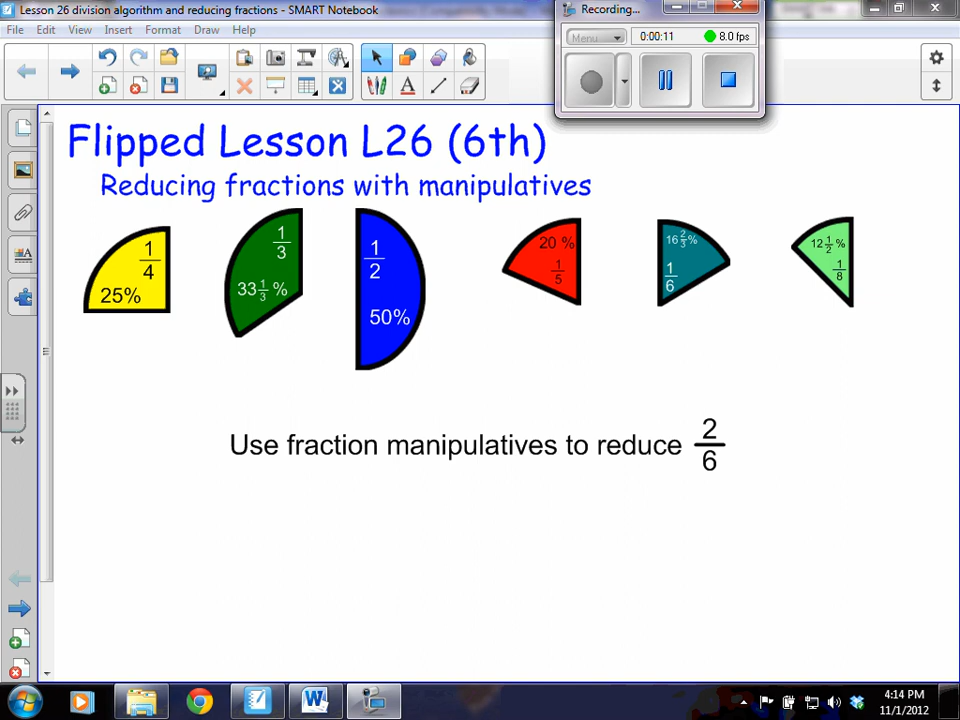 Lesson 26 division algorithm and reducing fractions - SMART Notebook
Recording...
File Edit View Insert Format Draw Help
Menu 0:00:11 8.0 fps
Flipped Lesson L26 (6th)
Reducing fractions with manipulatives
1/4
25%
1/3
33 1/3 %
1/2
50%
20 %
1/5
16 2/3 %
1/6
12 1/2 %
1/8
Use fraction manipulatives to reduce 2/6
4:14 PM
11/1/2012